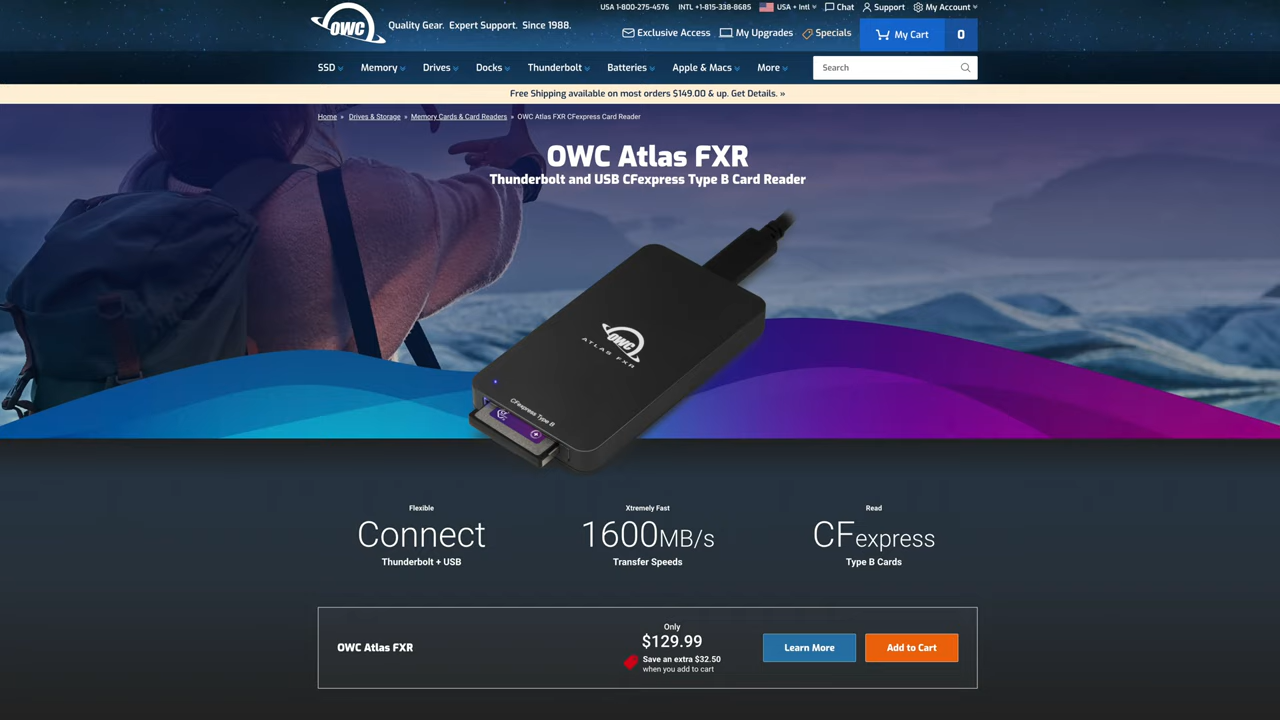 USA 1-800-275-4576 INTL +1-815-338-8685 USA + Intl Chat Support My Account
OWC Quality Gear. Expert Support. Since 1988.
Exclusive Access My Upgrades Specials My Cart 0
SSD Memory Drives Docks Thunderbolt Batteries Apple & Macs More Search
Free Shipping available on most orders $149.00 & up. Get Details. »
Home » Drives & Storage » Memory Cards & Card Readers » OWC Atlas FXR CFexpress Card Reader
OWC Atlas FXR
Thunderbolt and USB CFexpress Type B Card Reader
OWC
ATLAS FXR
CFexpress Type B
Flexible Xtremely Fast Read
Connect 1600MB/s CFexpress
Thunderbolt + USB Transfer Speeds Type B Cards
Only
OWC Atlas FXR $129.99 Learn More Add to Cart
Save an extra $32.50
when you add to cart